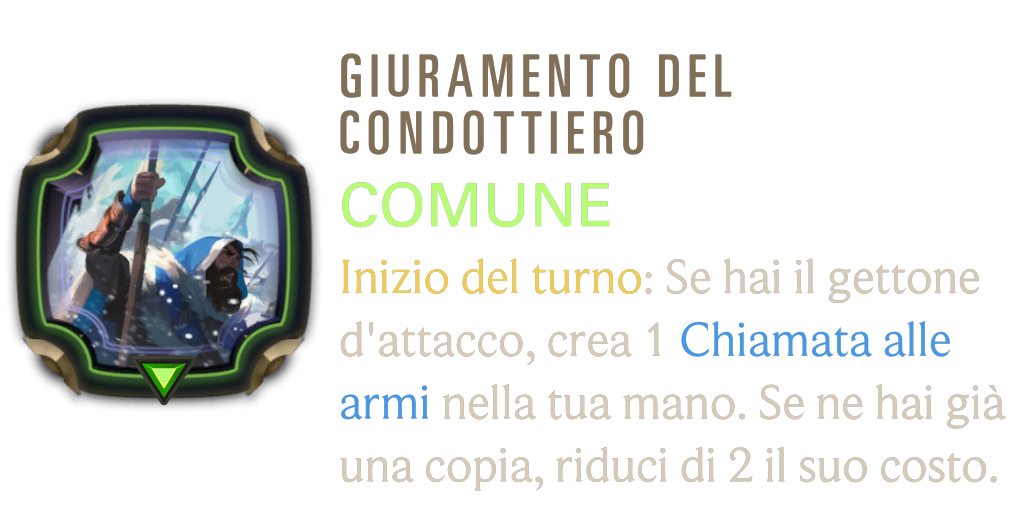 GIURAMENTO DEL
CONDOTTIERO
COMUNE
Inizio del turno: Se hai il gettone
d'attacco, crea 1 Chiamata alle
armi nella tua mano. Se ne hai già
una copia, riduci di 2 il suo costo.